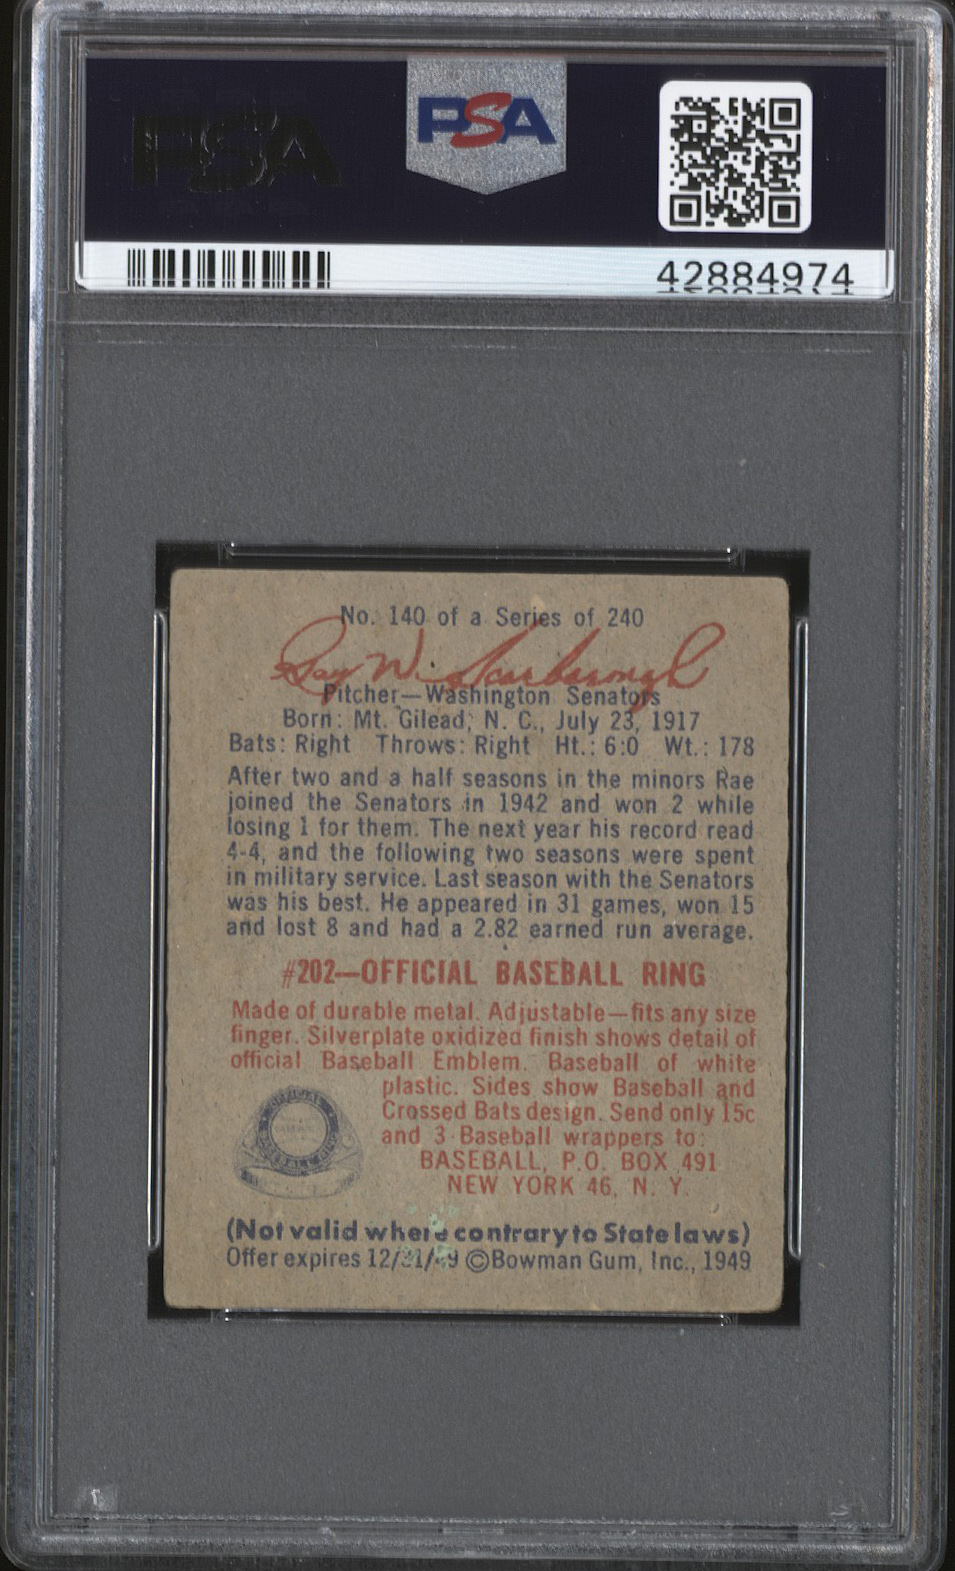 PSA
PSA
42884974
No. 140 of a Series of 240
Ray W. Scarborough
Pitcher—Washington Senators
Born: Mt. Gilead, N. C., July 23, 1917
Bats: Right Throws: Right Ht.: 6:0 Wt.: 178
After two and a half seasons in the minors Rae
joined the Senators in 1942 and won 2 while
losing 1 for them. The next year his record read
4-4, and the following two seasons were spent
in military service. Last season with the Senators
was his best. He appeared in 31 games, won 15
and lost 8 and had a 2.82 earned run average.
#202—OFFICIAL BASEBALL RING
Made of durable metal. Adjustable—fits any size
finger. Silverplate oxidized finish shows detail of
official Baseball Emblem. Baseball of white
plastic. Sides show Baseball and
Crossed Bats design. Send only 15c
and 3 Baseball wrappers to:
BASEBALL, P.O. BOX 491
NEW YORK 46, N. Y.
OFFICIAL
BASEBALL RING
(Not valid where contrary to State laws)
Offer expires 12/31/49 ©Bowman Gum, Inc., 1949